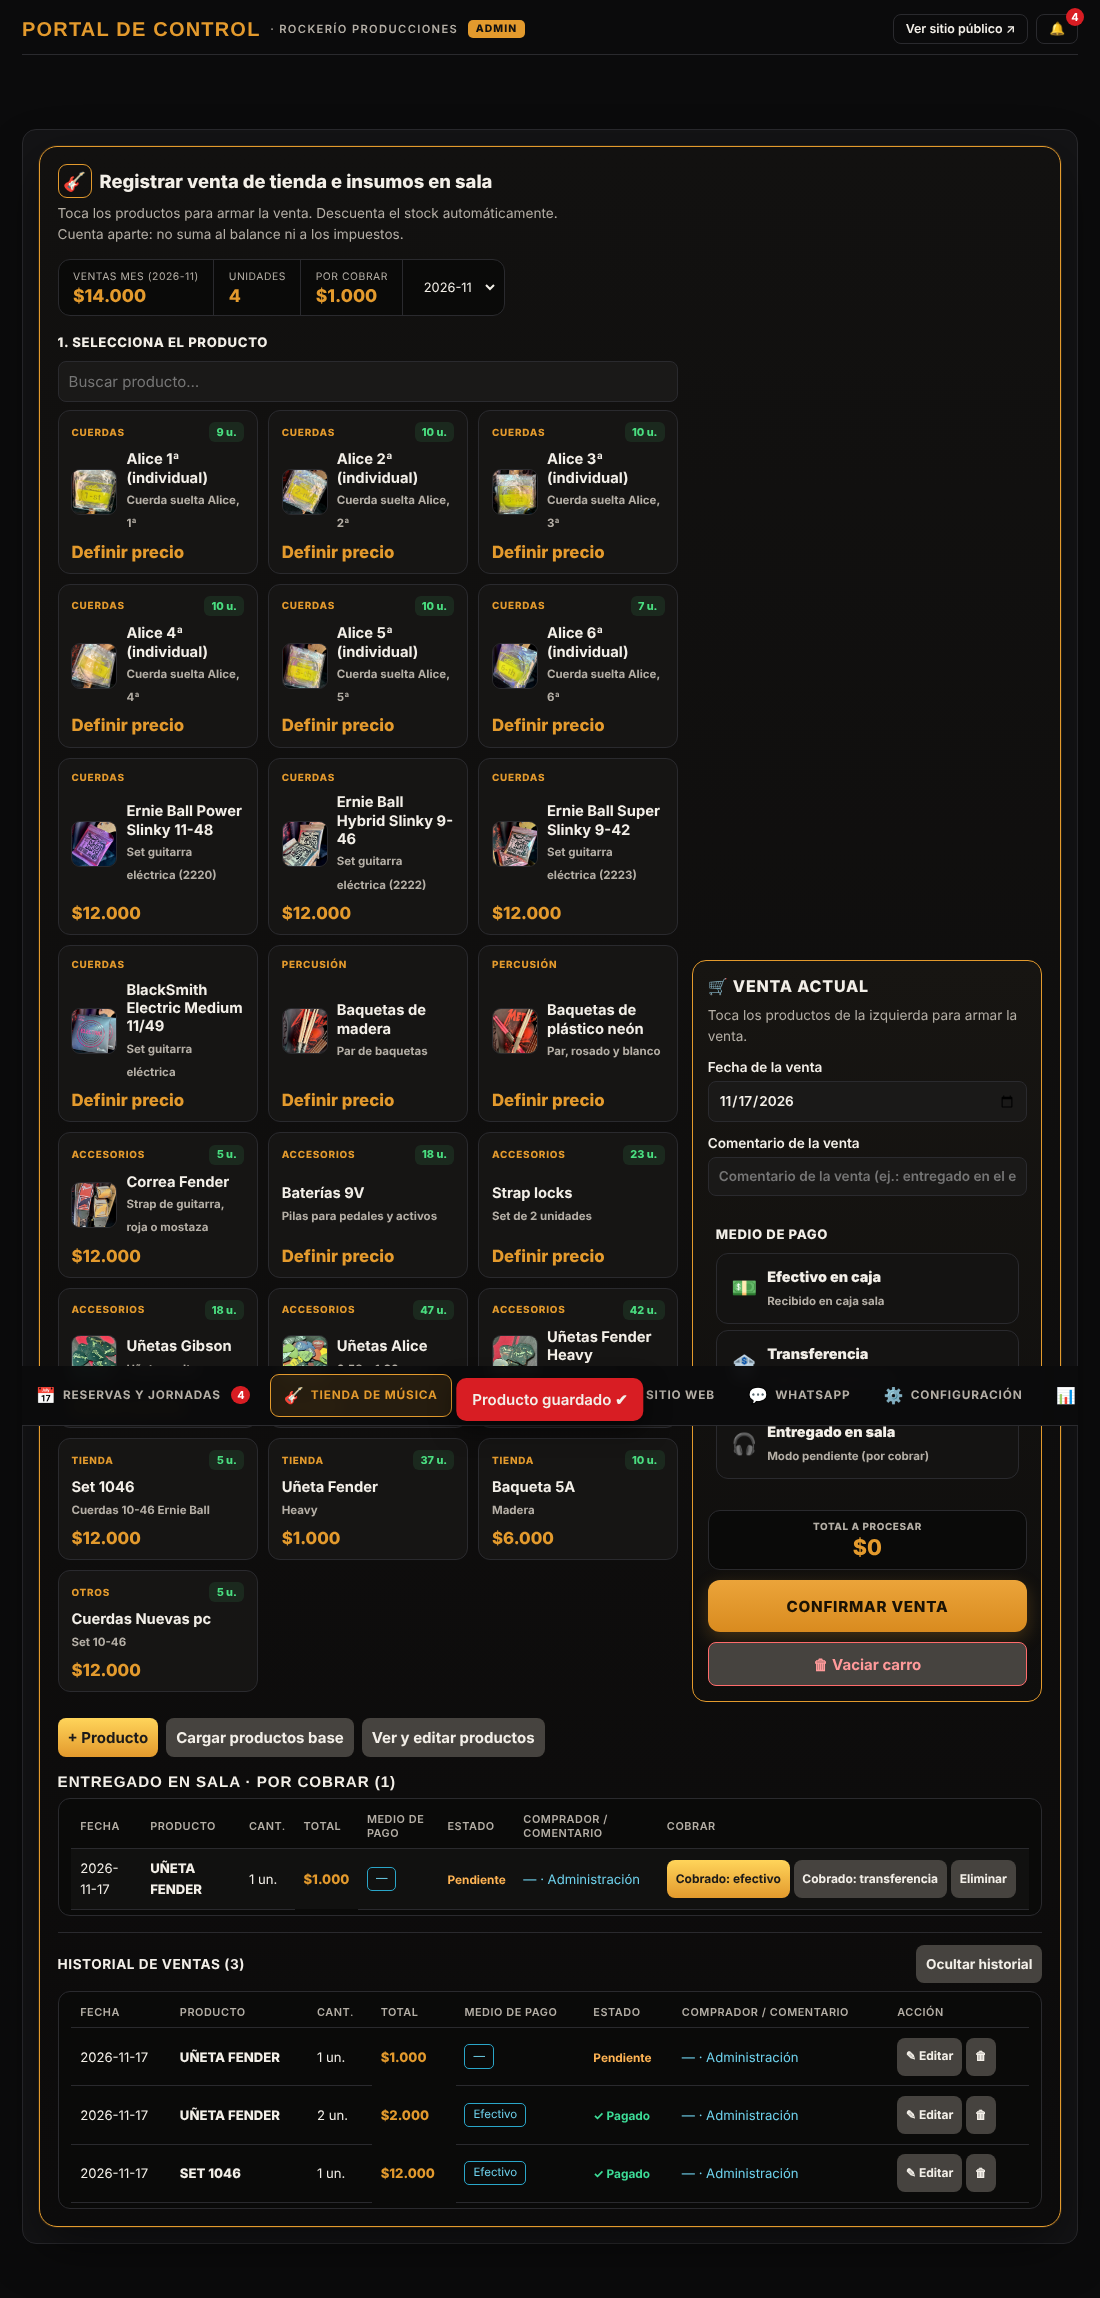 PORTAL DE CONTROL · ROCKERÍO PRODUCCIONES ADMIN
Ver sitio público ↗
4
Registrar venta de tienda e insumos en sala
Toca los productos para armar la venta. Descuenta el stock automáticamente.
Cuenta aparte: no suma al balance ni a los impuestos.
VENTAS MES (2026-11)
$14.000
UNIDADES
4
POR COBRAR
$1.000
2026-11
1. SELECCIONA EL PRODUCTO
Buscar producto...
CUERDAS 9 u.
Alice 1ª
(individual)
Cuerda suelta Alice,
1ª
Definir precio
CUERDAS 10 u.
Alice 2ª
(individual)
Cuerda suelta Alice,
2ª
Definir precio
CUERDAS 10 u.
Alice 3ª
(individual)
Cuerda suelta Alice,
3ª
Definir precio
CUERDAS 10 u.
Alice 4ª
(individual)
Cuerda suelta Alice,
4ª
Definir precio
CUERDAS 10 u.
Alice 5ª
(individual)
Cuerda suelta Alice,
5ª
Definir precio
CUERDAS 7 u.
Alice 6ª
(individual)
Cuerda suelta Alice,
6ª
Definir precio
CUERDAS
Ernie Ball Power
Slinky 11-48
Set guitarra
eléctrica (2220)
$12.000
CUERDAS
Ernie Ball
Hybrid Slinky 9-
46
Set guitarra
eléctrica (2222)
$12.000
CUERDAS
Ernie Ball Super
Slinky 9-42
Set guitarra
eléctrica (2223)
$12.000
CUERDAS
BlackSmith
Electric Medium
11/49
Set guitarra
eléctrica
Definir precio
PERCUSIÓN
Baquetas de
madera
Par de baquetas
Definir precio
PERCUSIÓN
Baquetas de
plástico neón
Par, rosado y blanco
Definir precio
ACCESORIOS 5 u.
Correa Fender
Strap de guitarra,
roja o mostaza
$12.000
ACCESORIOS 18 u.
Baterías 9V
Pilas para pedales y activos
Definir precio
ACCESORIOS 23 u.
Strap locks
Set de 2 unidades
Definir precio
ACCESORIOS 18 u.
Uñetas Gibson
ACCESORIOS 47 u.
Uñetas Alice
ACCESORIOS 42 u.
Uñetas Fender
Heavy
TIENDA 5 u.
Set 1046
Cuerdas 10-46 Ernie Ball
$12.000
TIENDA 37 u.
Uñeta Fender
Heavy
$1.000
TIENDA 10 u.
Baqueta 5A
Madera
$6.000
OTROS 5 u.
Cuerdas Nuevas pc
Set 10-46
$12.000
VENTA ACTUAL
Toca los productos de la izquierda para armar la
venta.
Fecha de la venta
11/17/2026
Comentario de la venta
Comentario de la venta (ej.: entregado en el e
MEDIO DE PAGO
Efectivo en caja
Recibido en caja sala
Transferencia
Entregado en sala
Modo pendiente (por cobrar)
TOTAL A PROCESAR
$0
CONFIRMAR VENTA
Vaciar carro
RESERVAS Y JORNADAS 4
TIENDA DE MÚSICA
Producto guardado ✔
SITIO WEB
WHATSAPP
CONFIGURACIÓN
+ Producto
Cargar productos base
Ver y editar productos
ENTREGADO EN SALA · POR COBRAR (1)
FECHA PRODUCTO CANT. TOTAL MEDIO DE PAGO ESTADO COMPRADOR / COMENTARIO COBRAR
2026-11-17 UÑETA FENDER 1 un. $1.000 — Pendiente — · Administración Cobrado: efectivo Cobrado: transferencia Eliminar
HISTORIAL DE VENTAS (3)
Ocultar historial
FECHA PRODUCTO CANT. TOTAL MEDIO DE PAGO ESTADO COMPRADOR / COMENTARIO ACCIÓN
2026-11-17 UÑETA FENDER 1 un. $1.000 — Pendiente — · Administración ✎ Editar
2026-11-17 UÑETA FENDER 2 un. $2.000 Efectivo ✓ Pagado — · Administración ✎ Editar
2026-11-17 SET 1046 1 un. $12.000 Efectivo ✓ Pagado — · Administración ✎ Editar